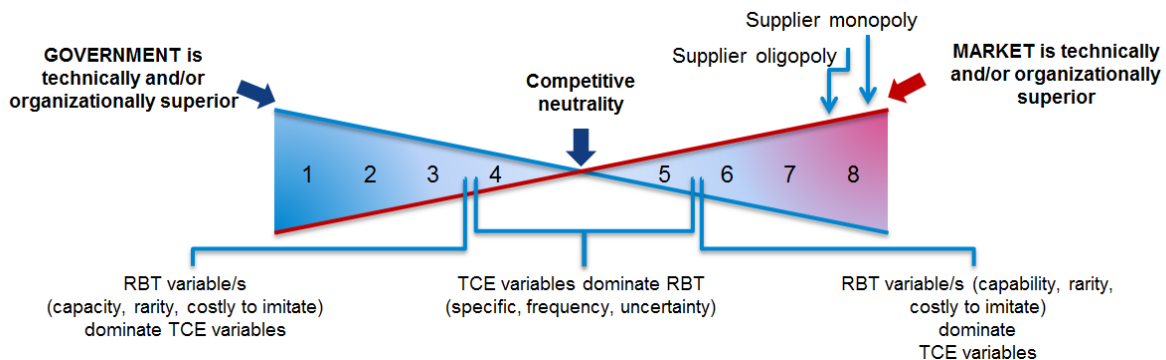 Supplier monopoly
Supplier oligopoly
GOVERNMENT is
technically and/or
organizationally superior
Competitive
neutrality
MARKET is technically
and/or organizationally
superior
1 2 3 4 5 6 7 8
RBT variable/s
(capacity, rarity, costly to imitate)
dominate TCE variables
TCE variables dominate RBT
(specific, frequency, uncertainty)
RBT variable/s (capability, rarity,
costly to imitate)
dominate
TCE variables